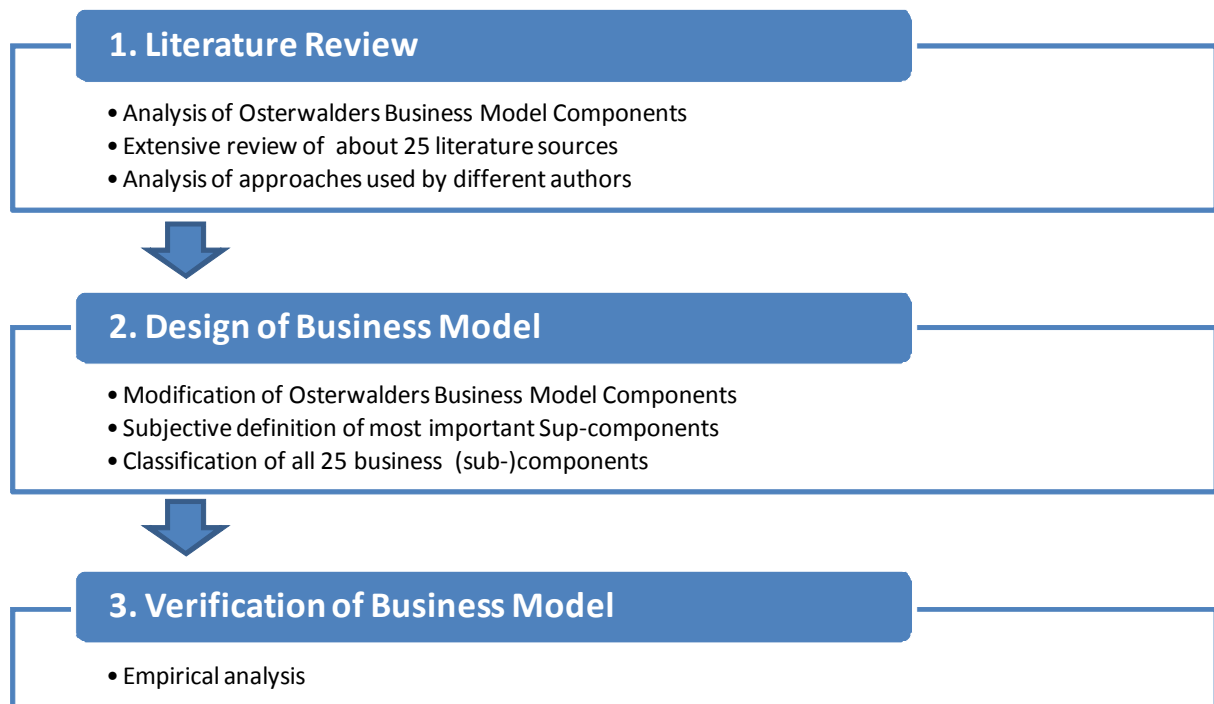 1. Literature Review
• Analysis of Osterwalders Business Model Components
• Extensive review of about 25 literature sources
• Analysis of approaches used by different authors
2. Design of Business Model
• Modification of Osterwalders Business Model Components
• Subjective definition of most important Sup-components
• Classification of all 25 business (sub-)components
3. Verification of Business Model
• Empirical analysis